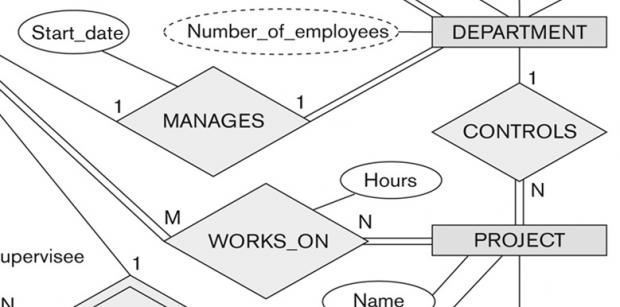 Start_date
Number_of_employees
DEPARTMENT
1
1
1
MANAGES
CONTROLS
Hours
N
M
N
WORKS_ON
PROJECT
upervisee
1
N
Name